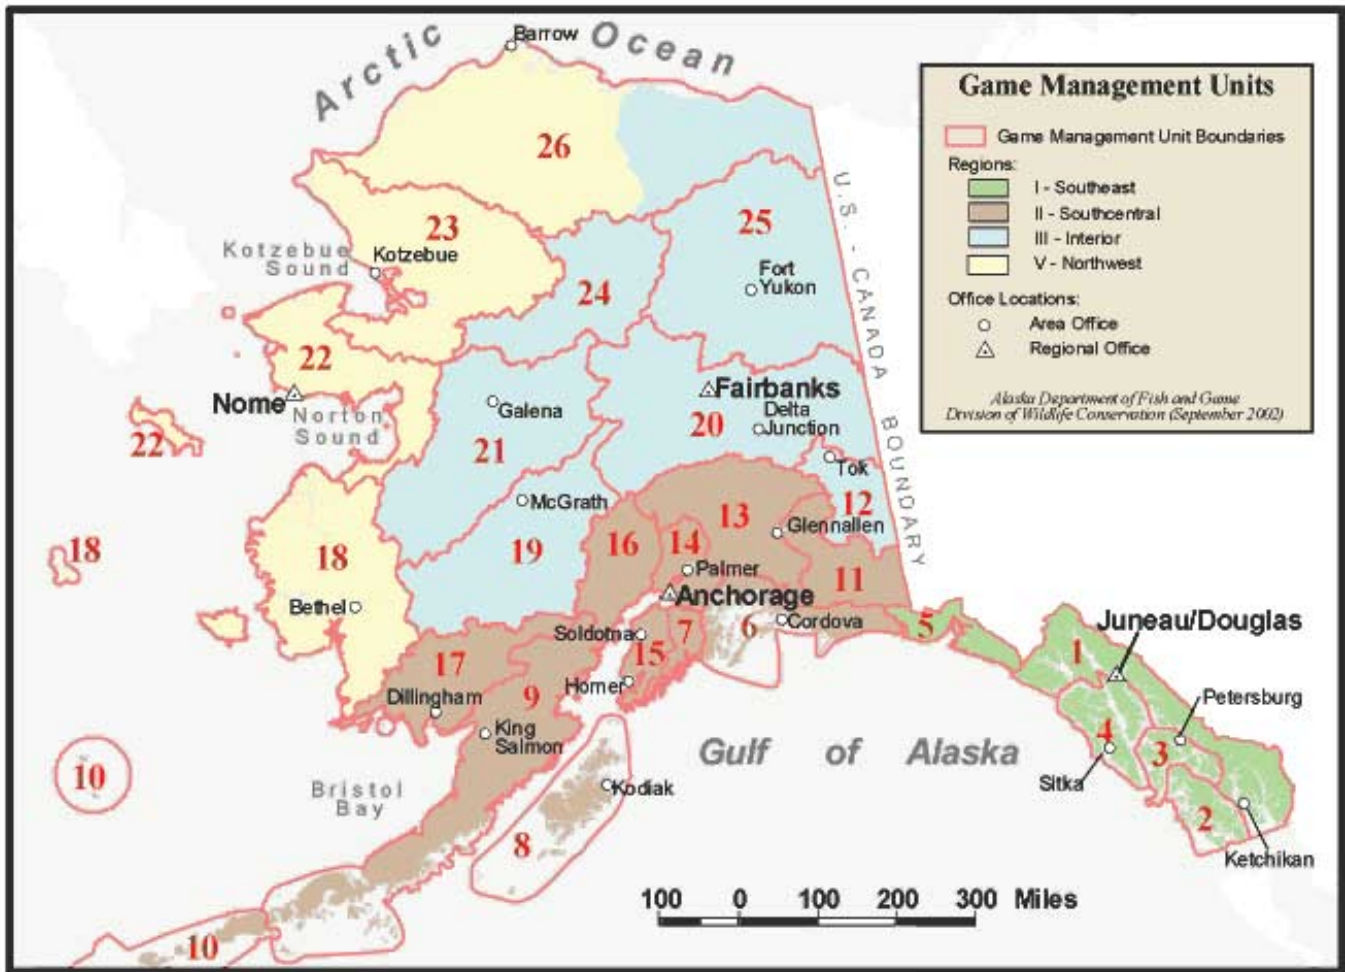 Arctic Ocean
Barrow
Game Management Units
Game Management Unit Boundaries
Regions:
I - Southeast
II - Southcentral
III - Interior
V - Northwest
Office Locations:
Area Office
Regional Office
Alaska Department of Fish and Game
Division of Wildlife Conservation (September 2002)
26
23
25
Kotzebue
Sound
Kotzebue
Fort
Yukon
24
U.S. - CANADA BOUNDARY
22
Nome
Norton
Sound
Galena
Fairbanks
20
Delta
Junction
22
21
Tok
McGrath
12
13
Glennallen
18
18
19
16
14
Palmer
11
Bethel
Anchorage
Soldotna
7
6
Cordova
5
Juneau/Douglas
1
17
15
Homer
9
Dillingham
King
Salmon
Petersburg
4
3
Sitka
2
Ketchikan
Gulf of Alaska
10
Bristol
Bay
Kodiak
8
10
100 0 100 200 300 Miles